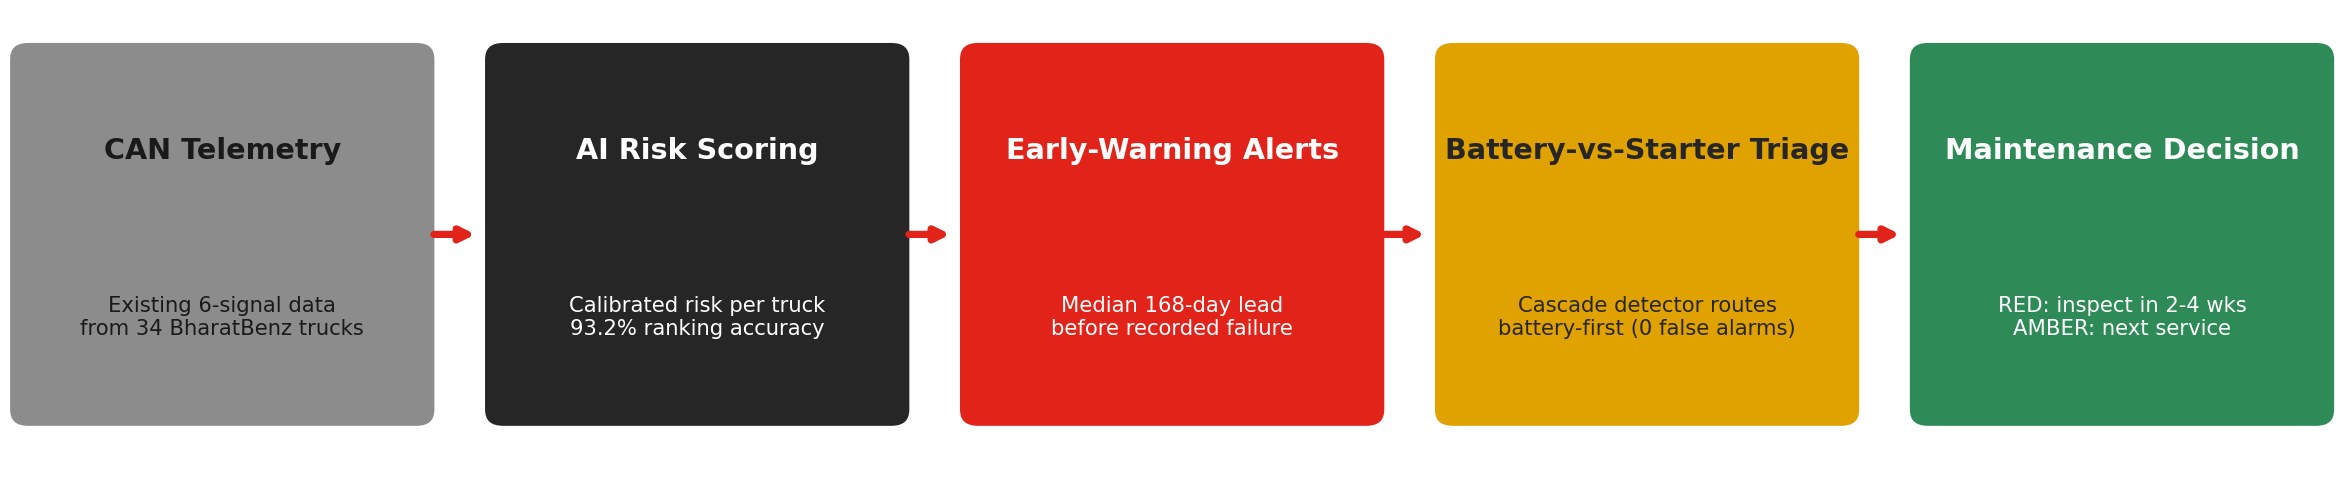 CAN Telemetry
Existing 6-signal data
from 34 BharatBenz trucks
AI Risk Scoring
Calibrated risk per truck
93.2% ranking accuracy
Early-Warning Alerts
Median 168-day lead
before recorded failure
Battery-vs-Starter Triage
Cascade detector routes
battery-first (0 false alarms)
Maintenance Decision
RED: inspect in 2-4 wks
AMBER: next service